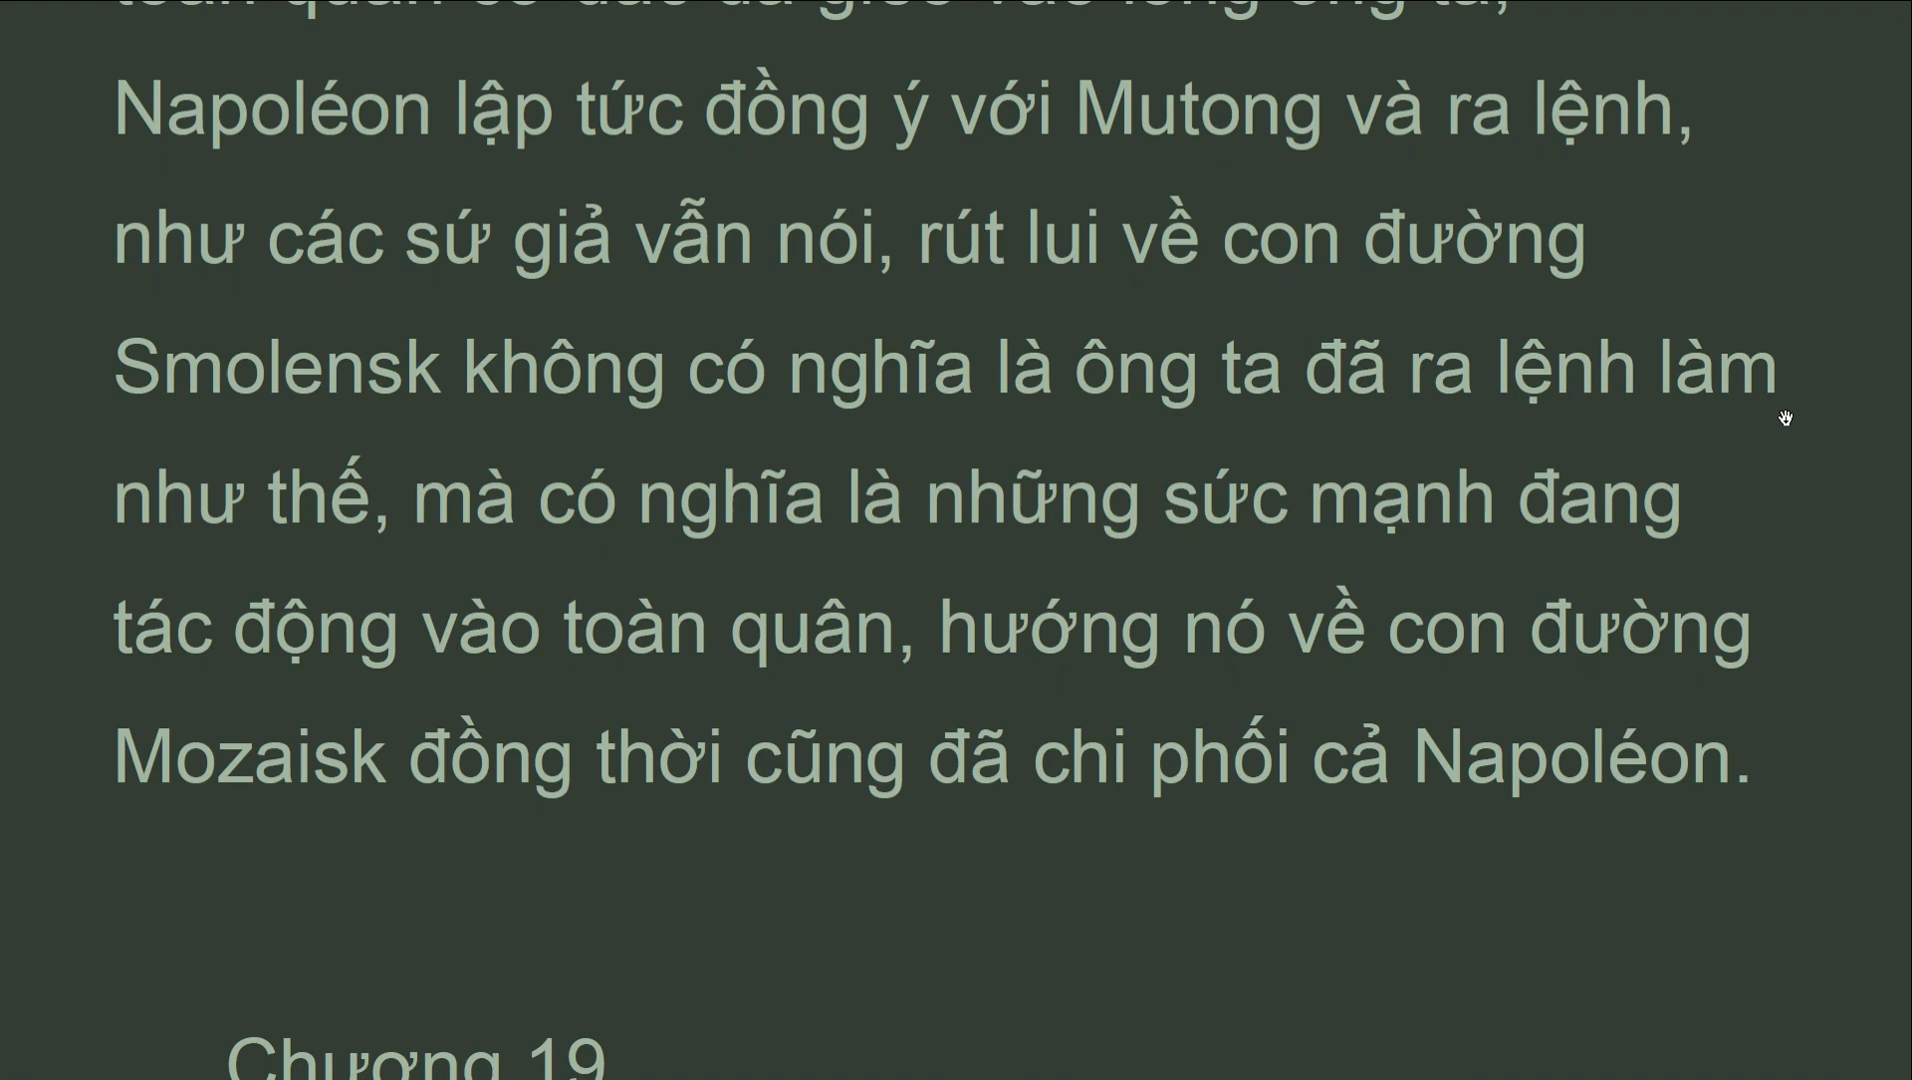 Napoléon lập tức đồng ý với Mutong và ra lệnh,
như các sứ giả vẫn nói, rút lui về con đường
Smolensk không có nghĩa là ông ta đã ra lệnh làm
như thế, mà có nghĩa là những sức mạnh đang
tác động vào toàn quân, hướng nó về con đường
Mozaisk đồng thời cũng đã chi phối cả Napoléon.
Chương 19